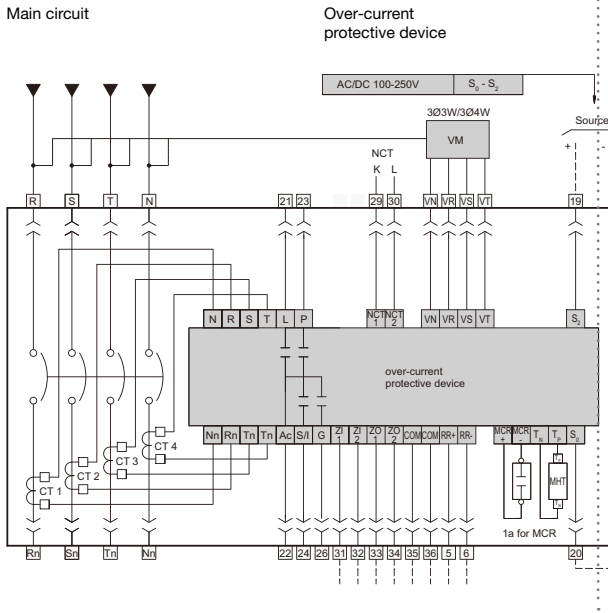 Main circuit
Over-current
protective device
AC/DC 100-250V S₀ - S₂
3Ø3W/3Ø4W
VM
Source
+ -
NCT
K L
R S T N 21 23 29 30 VN VR VS VT 19
N R S T L P NCT 1 NCT 2 VN VR VS VT S₂
over-current
protective device
Nn Rn Tn Tn Ac S/I G ZI 1 ZI 2 ZO 1 ZO 2 COM COM RR+ RR- MCR + MCR - T_N T_P S₀
CT 4
CT 3
CT 2
CT 1
MHT
1a for MCR
Rn Sn Tn Nn 22 24 26 31 32 33 34 35 36 5 6 20